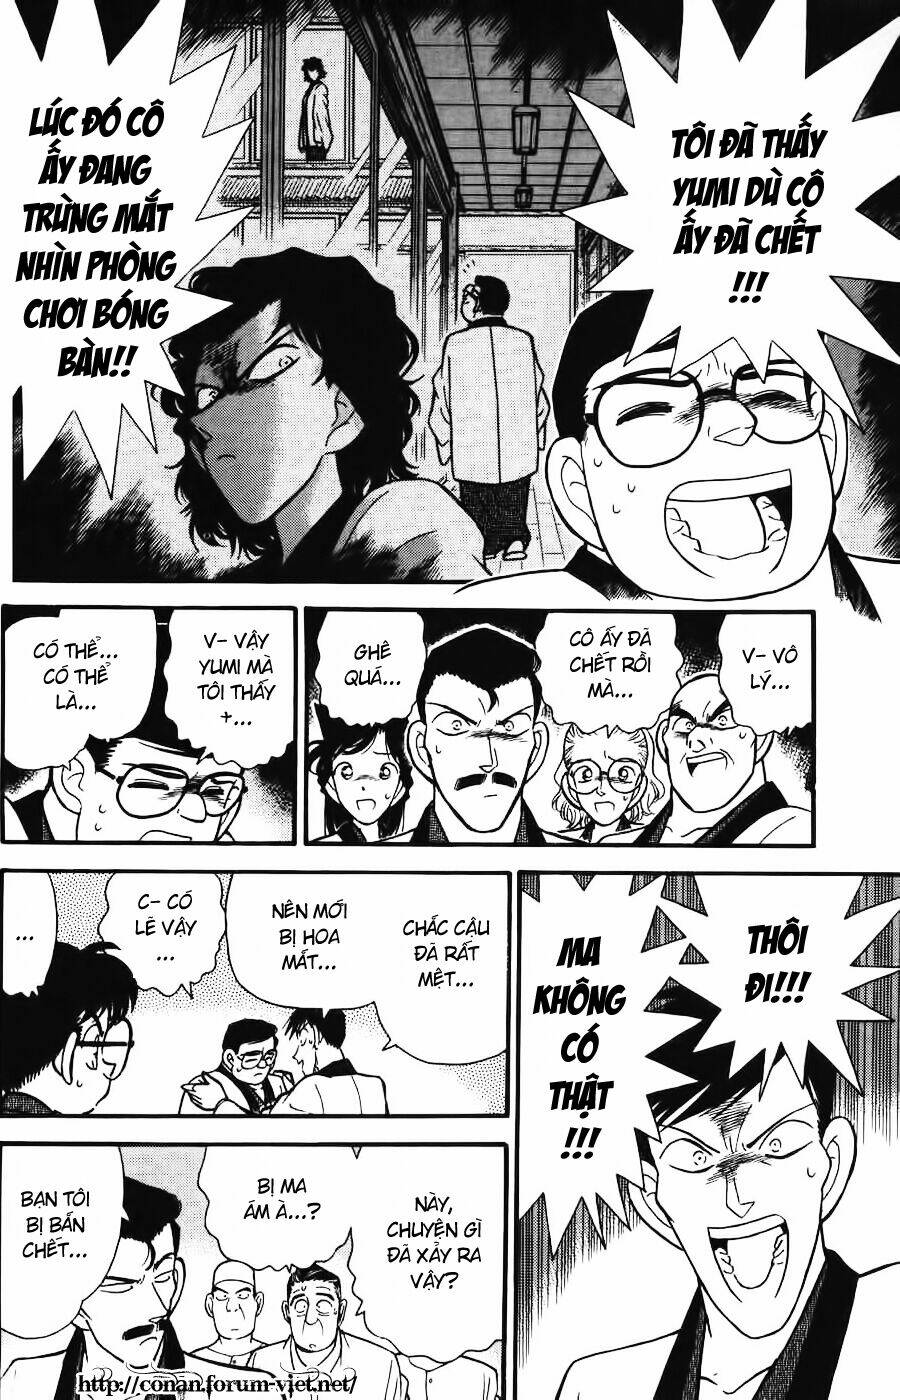 TÔI ĐÃ THẤY
YUMI DÙ CÔ
ẤY ĐÃ CHẾT
!!!
LÚC ĐÓ CÔ
ẤY ĐANG
TRỪNG MẮT
NHÌN PHÒNG
CHƠI BÓNG
BÀN!!
V- VÔ
LÝ...
CÔ ẤY ĐÃ
CHẾT RỒI
MÀ...
GHÊ
QUÁ...
V- VẬY
YUMI MÀ
TÔI THẤY
+...
CÓ THỂ...
CÓ THỂ
LÀ...
THÔI
ĐI!!!
MA
KHÔNG
CÓ
THẬT
!!!
CHẮC CẬU
ĐÃ RẤT
MỆT...
NÊN MỚI
BỊ HOA
MẮT...
C- CÓ
LẼ VẬY
...
...
NÀY,
CHUYỆN GÌ
ĐÃ XẢY RA
VẬY?
BỊ MA
ÁM À...?
BẠN TÔI
BỊ BẮN
CHẾT...
http://conan.forum-viet.net/